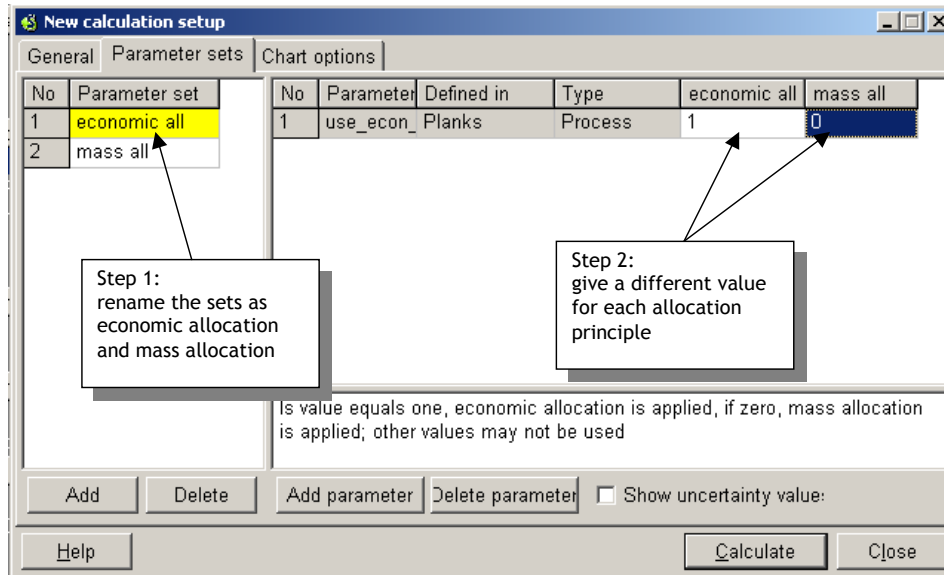 New calculation setup
General Parameter sets Chart options
No Parameter set
1 economic all
2 mass all
No Parameter Defined in Type economic all mass all
1 use_econ_ Planks Process 1 0
Step 1:
rename the sets as
economic allocation
and mass allocation
Step 2:
give a different value
for each allocation
principle
Is value equals one, economic allocation is applied, if zero, mass allocation
is applied; other values may not be used
Add Delete Add parameter Delete parameter Show uncertainty value:
Help Calculate Close